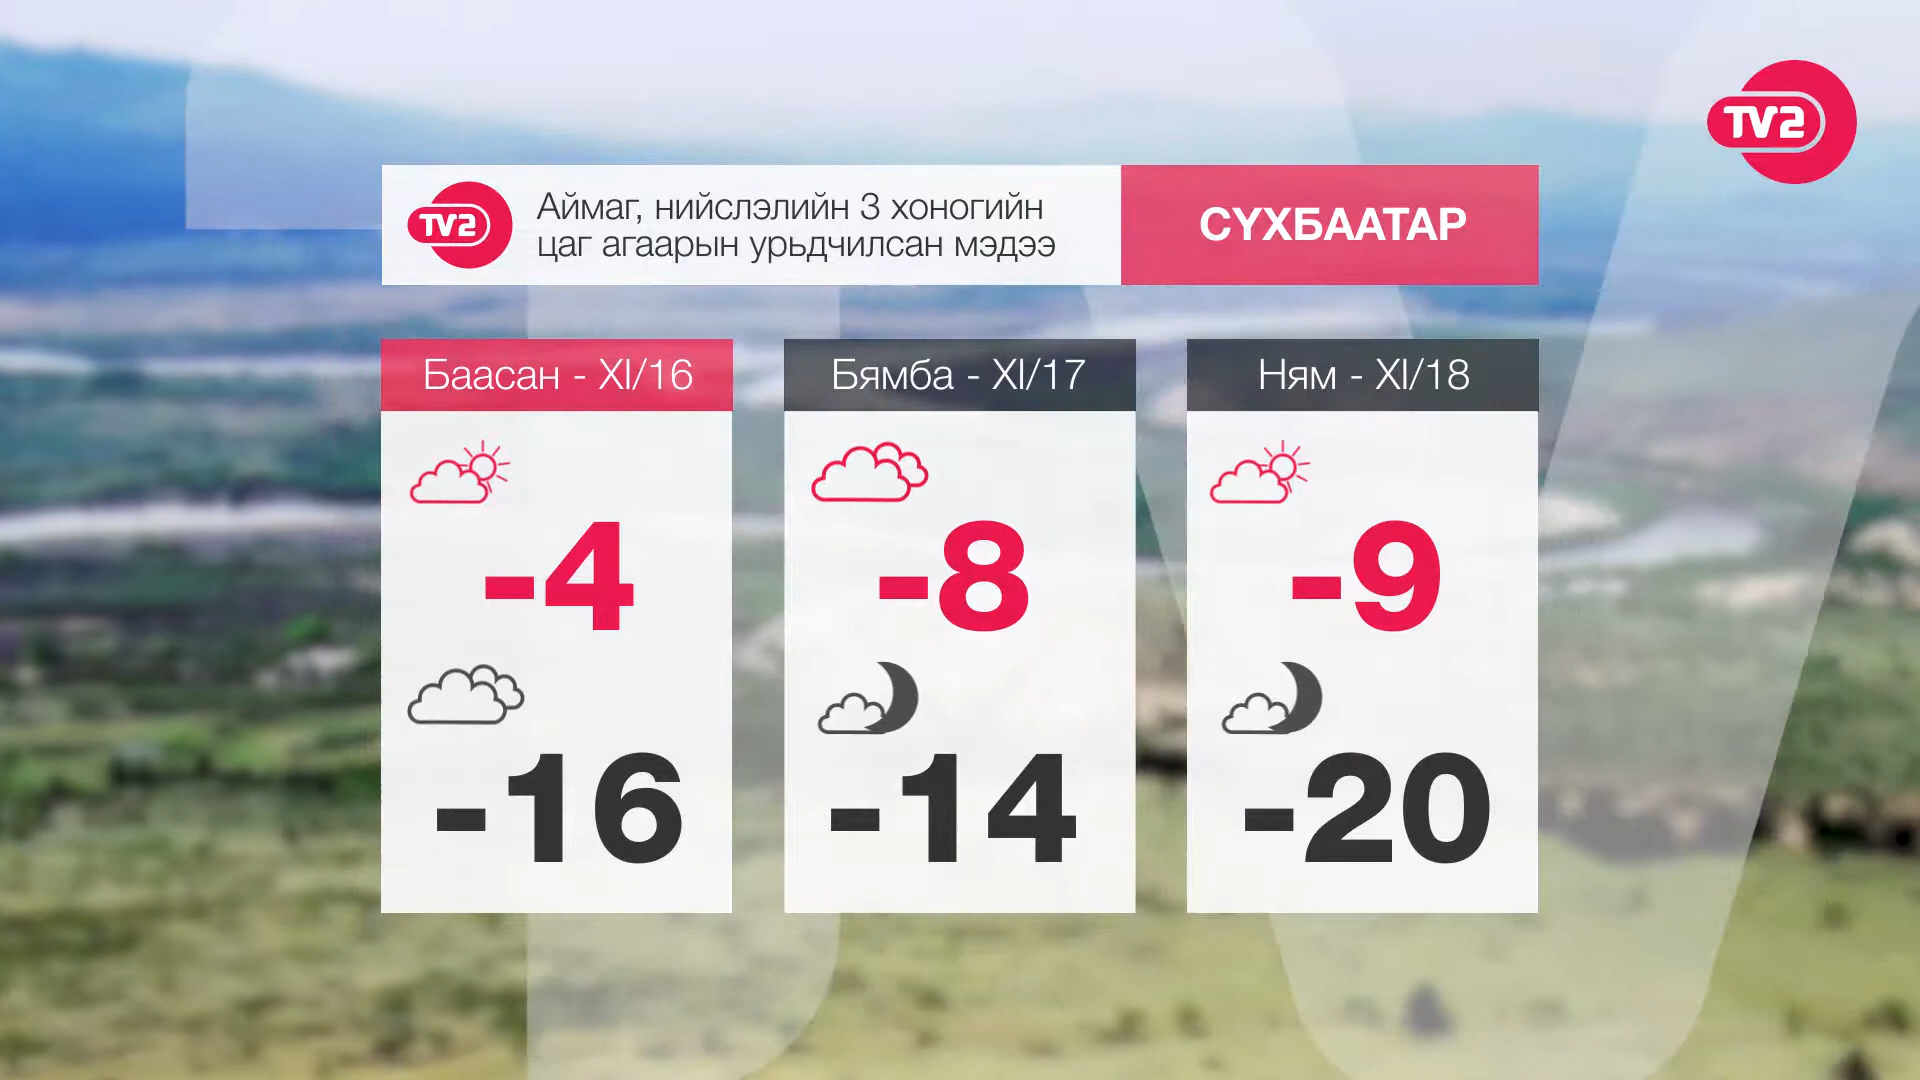 TV2
TV2
Аймаг, нийслэлийн 3 хоногийн
цаг агаарын урьдчилсан мэдээ
СҮХБААТАР
Баасан - XI/16
-4
-16
Бямба - XI/17
-8
-14
Ням - XI/18
-9
-20